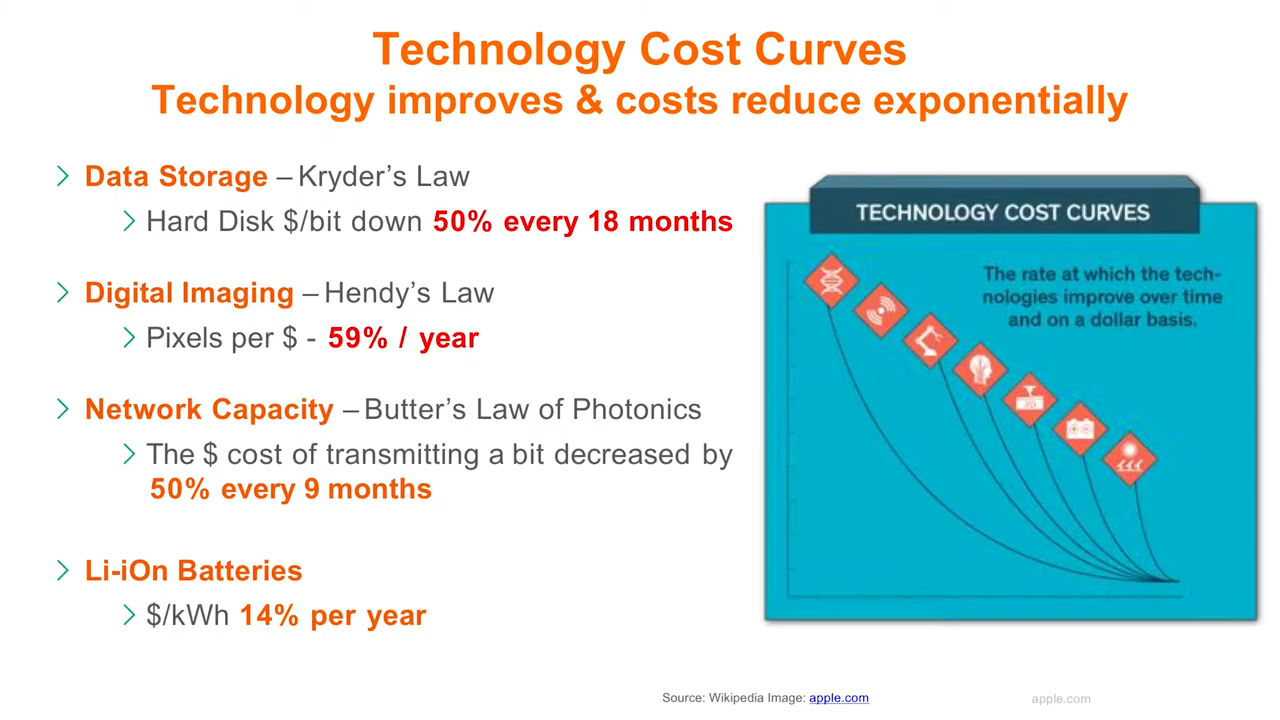 Technology Cost Curves
Technology improves & costs reduce exponentially
Data Storage – Kryder's Law
Hard Disk $/bit down 50% every 18 months
Digital Imaging – Hendy's Law
Pixels per $ - 59% / year
Network Capacity – Butter's Law of Photonics
The $ cost of transmitting a bit decreased by
50% every 9 months
Li-iOn Batteries
$/kWh 14% per year
TECHNOLOGY COST CURVES
The rate at which the tech-
nologies improve over time
and on a dollar basis.
Source: Wikipedia Image: apple.com
apple.com